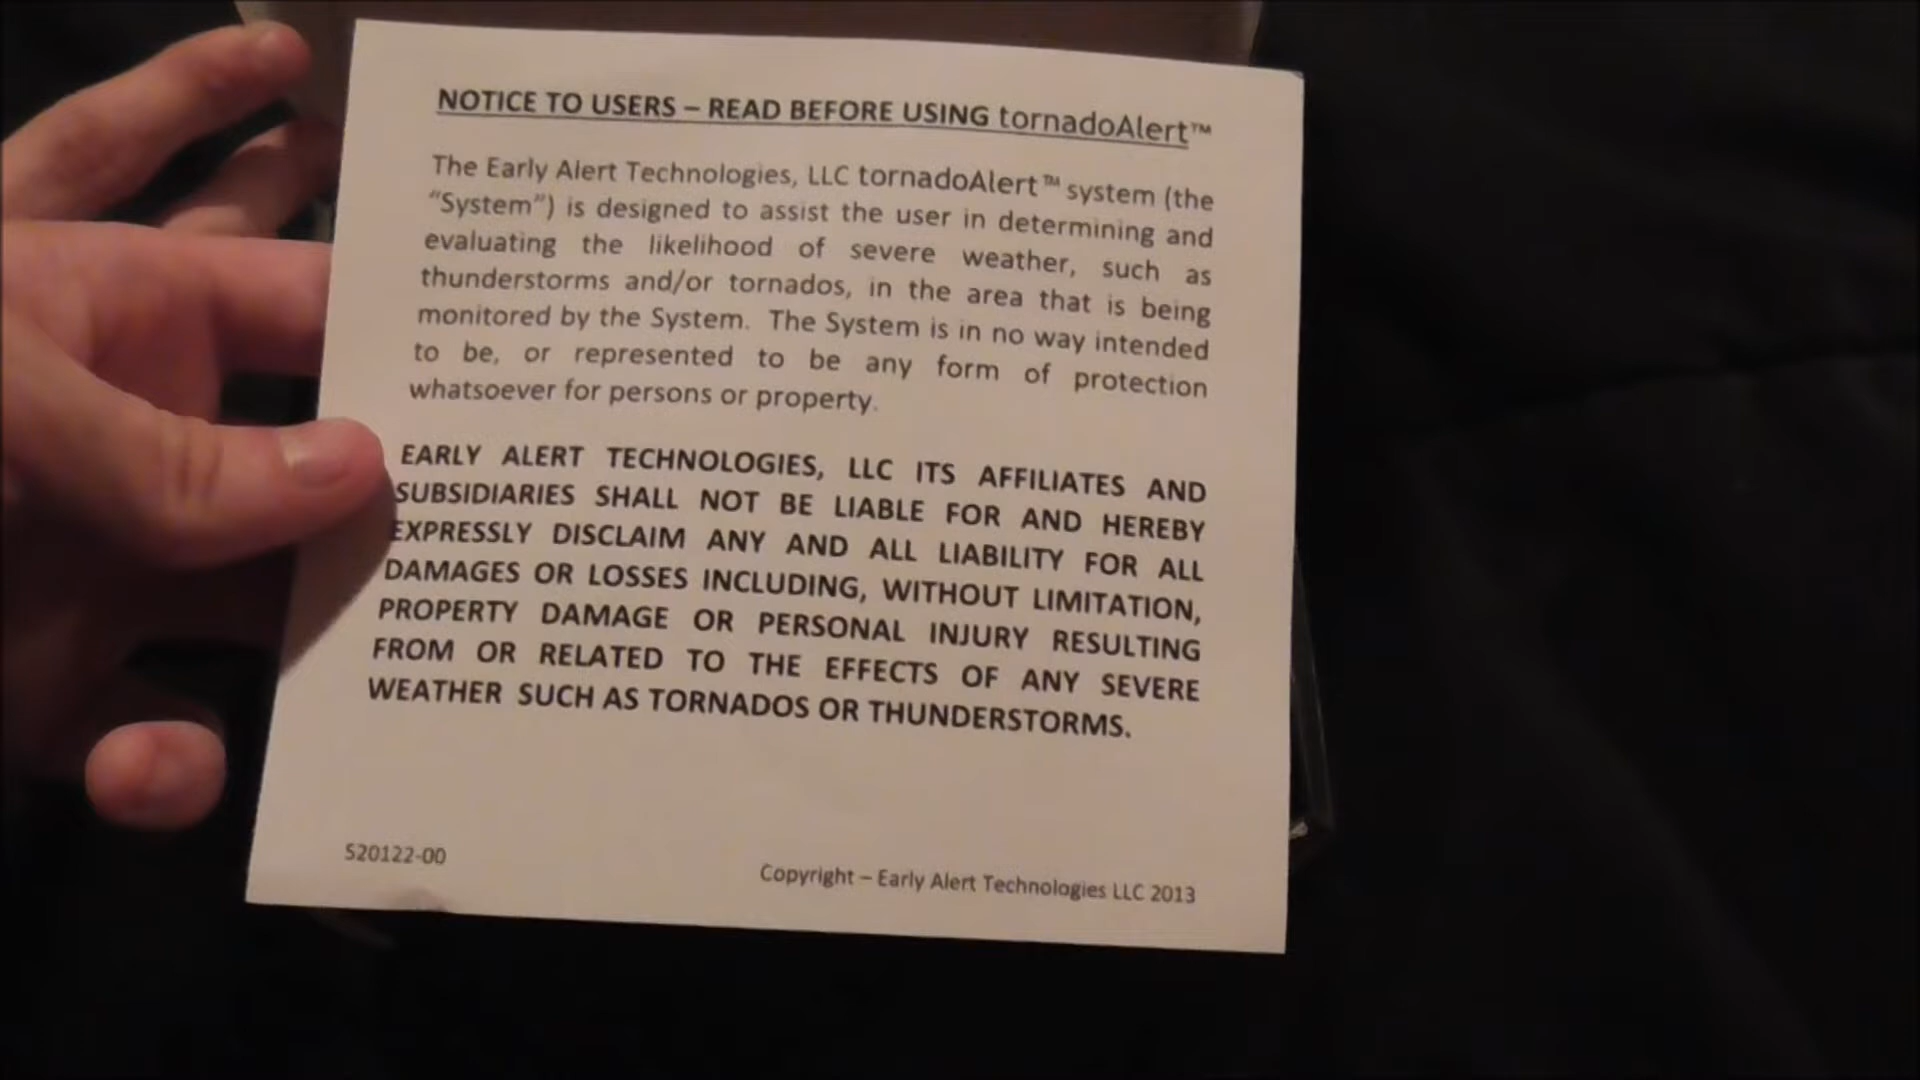 NOTICE TO USERS – READ BEFORE USING tornadoAlert™
The Early Alert Technologies, LLC tornadoAlert™ system (the
“System”) is designed to assist the user in determining and
evaluating the likelihood of severe weather, such as
thunderstorms and/or tornados, in the area that is being
monitored by the System. The System is in no way intended
to be, or represented to be any form of protection
whatsoever for persons or property.
EARLY ALERT TECHNOLOGIES, LLC ITS AFFILIATES AND
SUBSIDIARIES SHALL NOT BE LIABLE FOR AND HEREBY
EXPRESSLY DISCLAIM ANY AND ALL LIABILITY FOR ALL
DAMAGES OR LOSSES INCLUDING, WITHOUT LIMITATION,
PROPERTY DAMAGE OR PERSONAL INJURY RESULTING
FROM OR RELATED TO THE EFFECTS OF ANY SEVERE
WEATHER SUCH AS TORNADOS OR THUNDERSTORMS.
S20122-00
Copyright – Early Alert Technologies LLC 2013